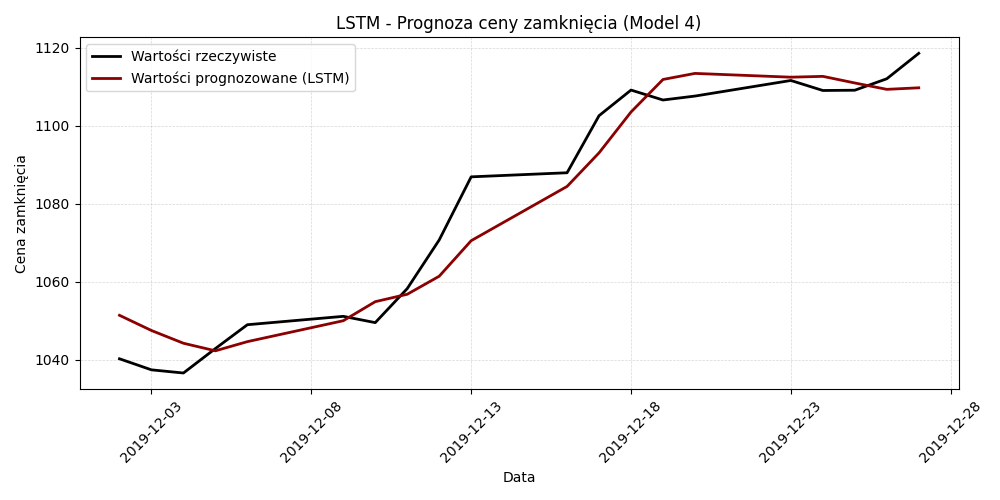 LSTM - Prognoza ceny zamknięcia (Model 4)
Wartości rzeczywiste
Wartości prognozowane (LSTM)
Cena zamknięcia
1120
1100
1080
1060
1040
2019-12-03
2019-12-08
2019-12-13
2019-12-18
2019-12-23
2019-12-28
Data